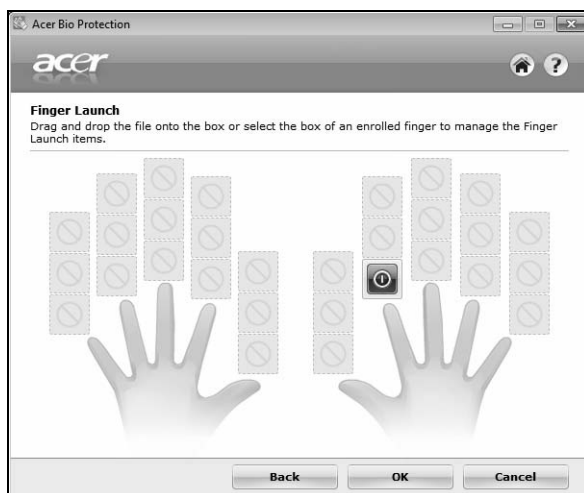 Acer Bio Protection
acer
?
Finger Launch
Drag and drop the file onto the box or select the box of an enrolled finger to manage the Finger
Launch items.
Back OK Cancel